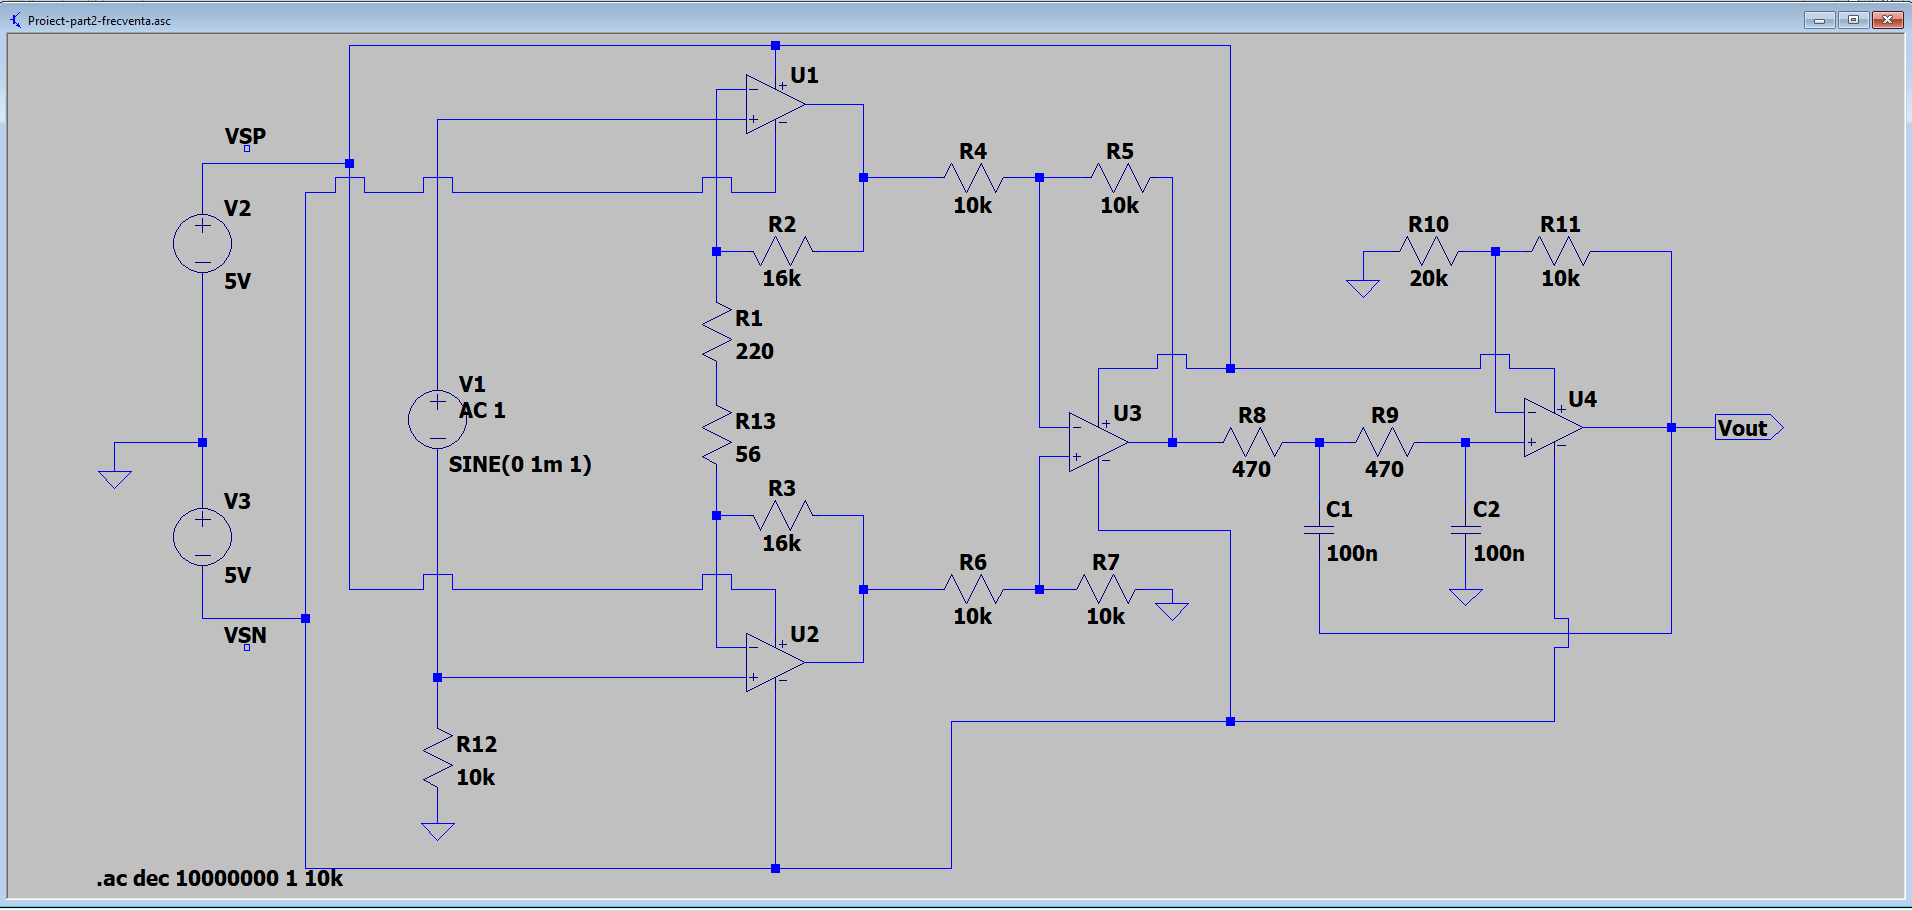 Proiect-part2-frecventa.asc
U1
VSP
R4
R5
10k
10k
V2
5V
R2
16k
R10
20k
R11
10k
R1
220
V1
AC 1
SINE(0 1m 1)
R13
56
U3
U4
Vout
R8
470
R9
470
V3
5V
R3
16k
C1
100n
C2
100n
R6
10k
R7
10k
VSN
U2
R12
10k
.ac dec 10000000 1 10k